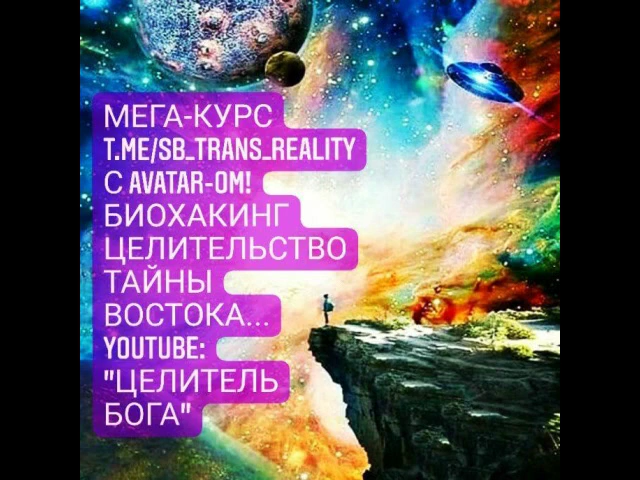 МЕГА-КУРС
T.ME/SB_TRANS_REALITY
С AVATAR-OM!
БИОХАКИНГ
ЦЕЛИТЕЛЬСТВО
ТАЙНЫ
ВОСТОКА...
YOUTUBE:
"ЦЕЛИТЕЛЬ
БОГА"